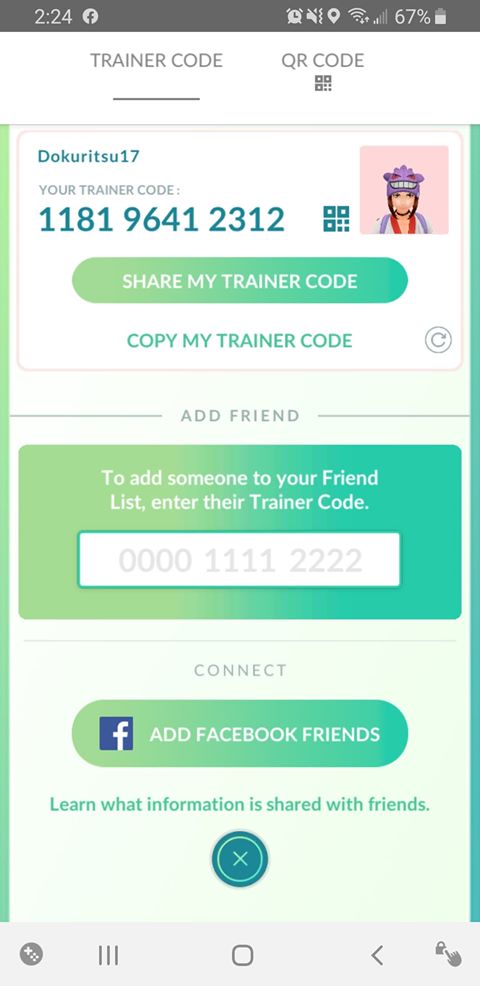 2:24
67%
TRAINER CODE
QR CODE
Dokuritsu17
YOUR TRAINER CODE :
1181 9641 2312
SHARE MY TRAINER CODE
COPY MY TRAINER CODE
ADD FRIEND
To add someone to your Friend
List, enter their Trainer Code.
0000 1111 2222
CONNECT
f ADD FACEBOOK FRIENDS
Learn what information is shared with friends.